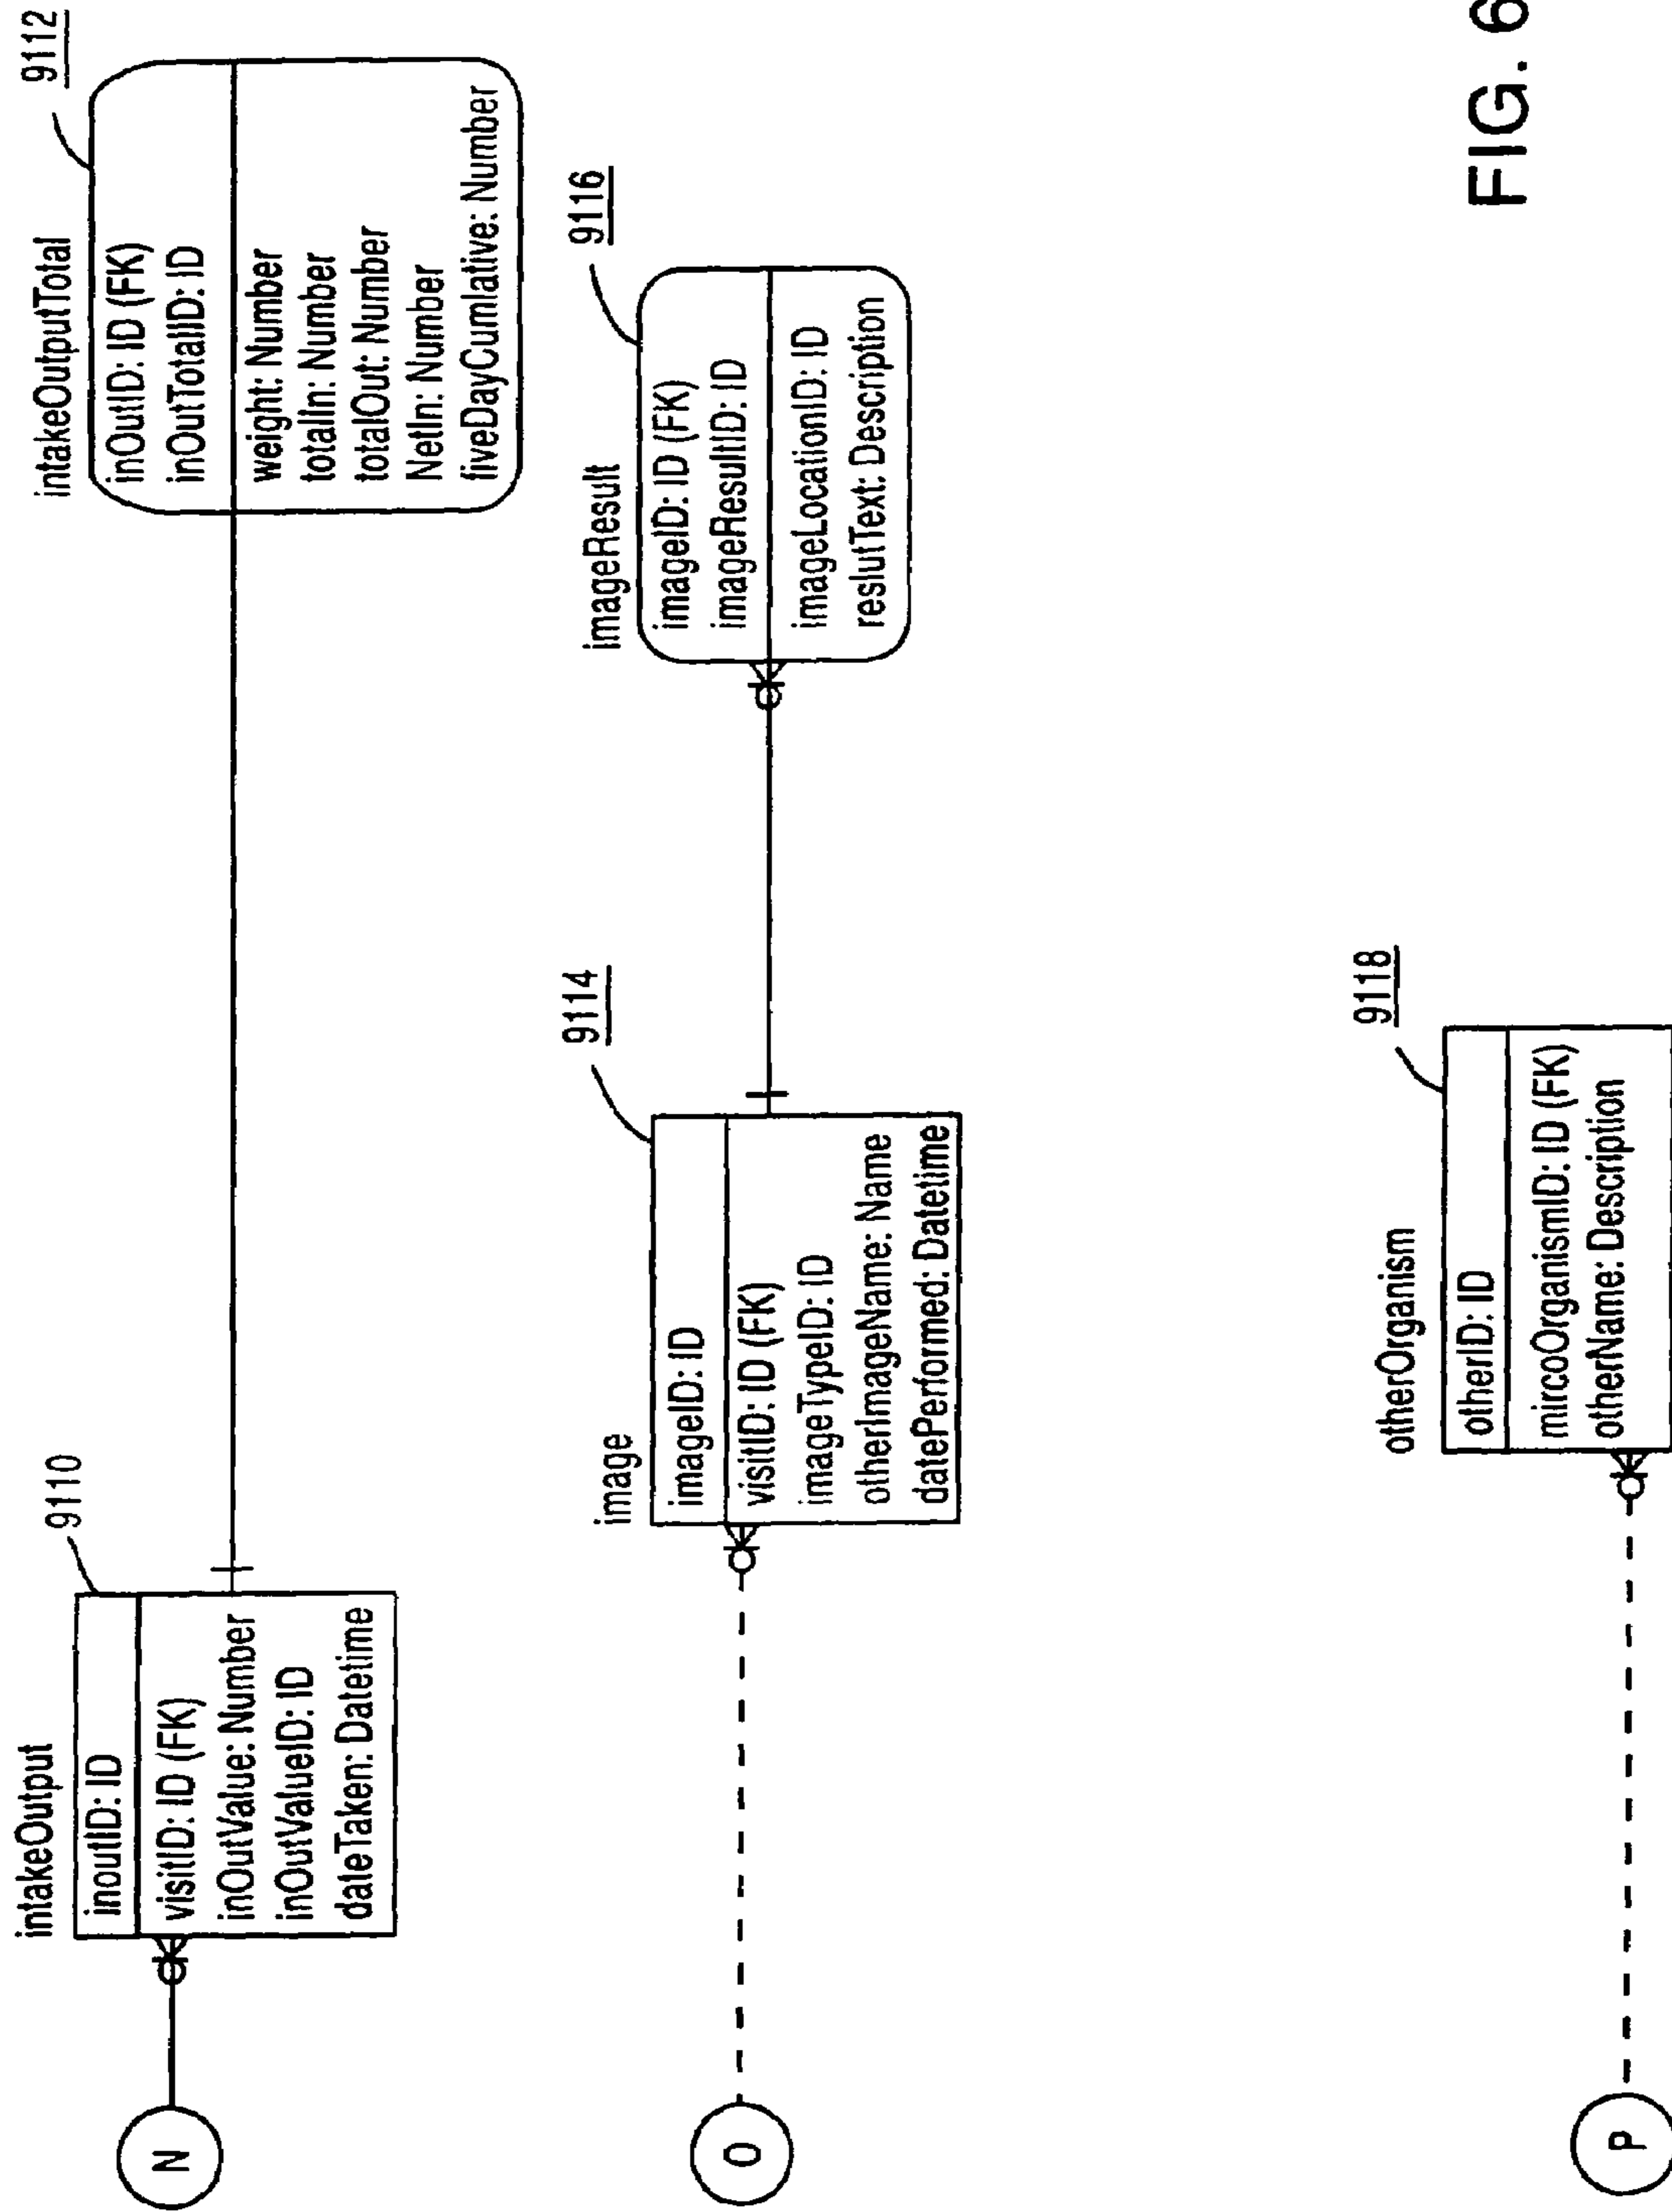 N
intakeOutput
9110
inoutID: ID
visitID: ID (FK)
inOutValue: Number
inOutValueID: ID
dateTaken: Datetime
intakeOutputTotal
9112
inOutID: ID (FK)
inOutTotalID: ID
weight: Number
totalIn: Number
totalOut: Number
NetIn: Number
fiveDayCumlative: Number
O
image
9114
imageID: ID
visitID: ID (FK)
imageTypeID: ID
otherImageName: Name
datePerformed: Datetime
imageResult
9116
imageID: ID (FK)
imageResultID: ID
imageLocationID: ID
reslutText: Description
P
otherOrganism
9118
otherID: ID
mircoOrganismID: ID (FK)
otherName: Description
FIG. 6